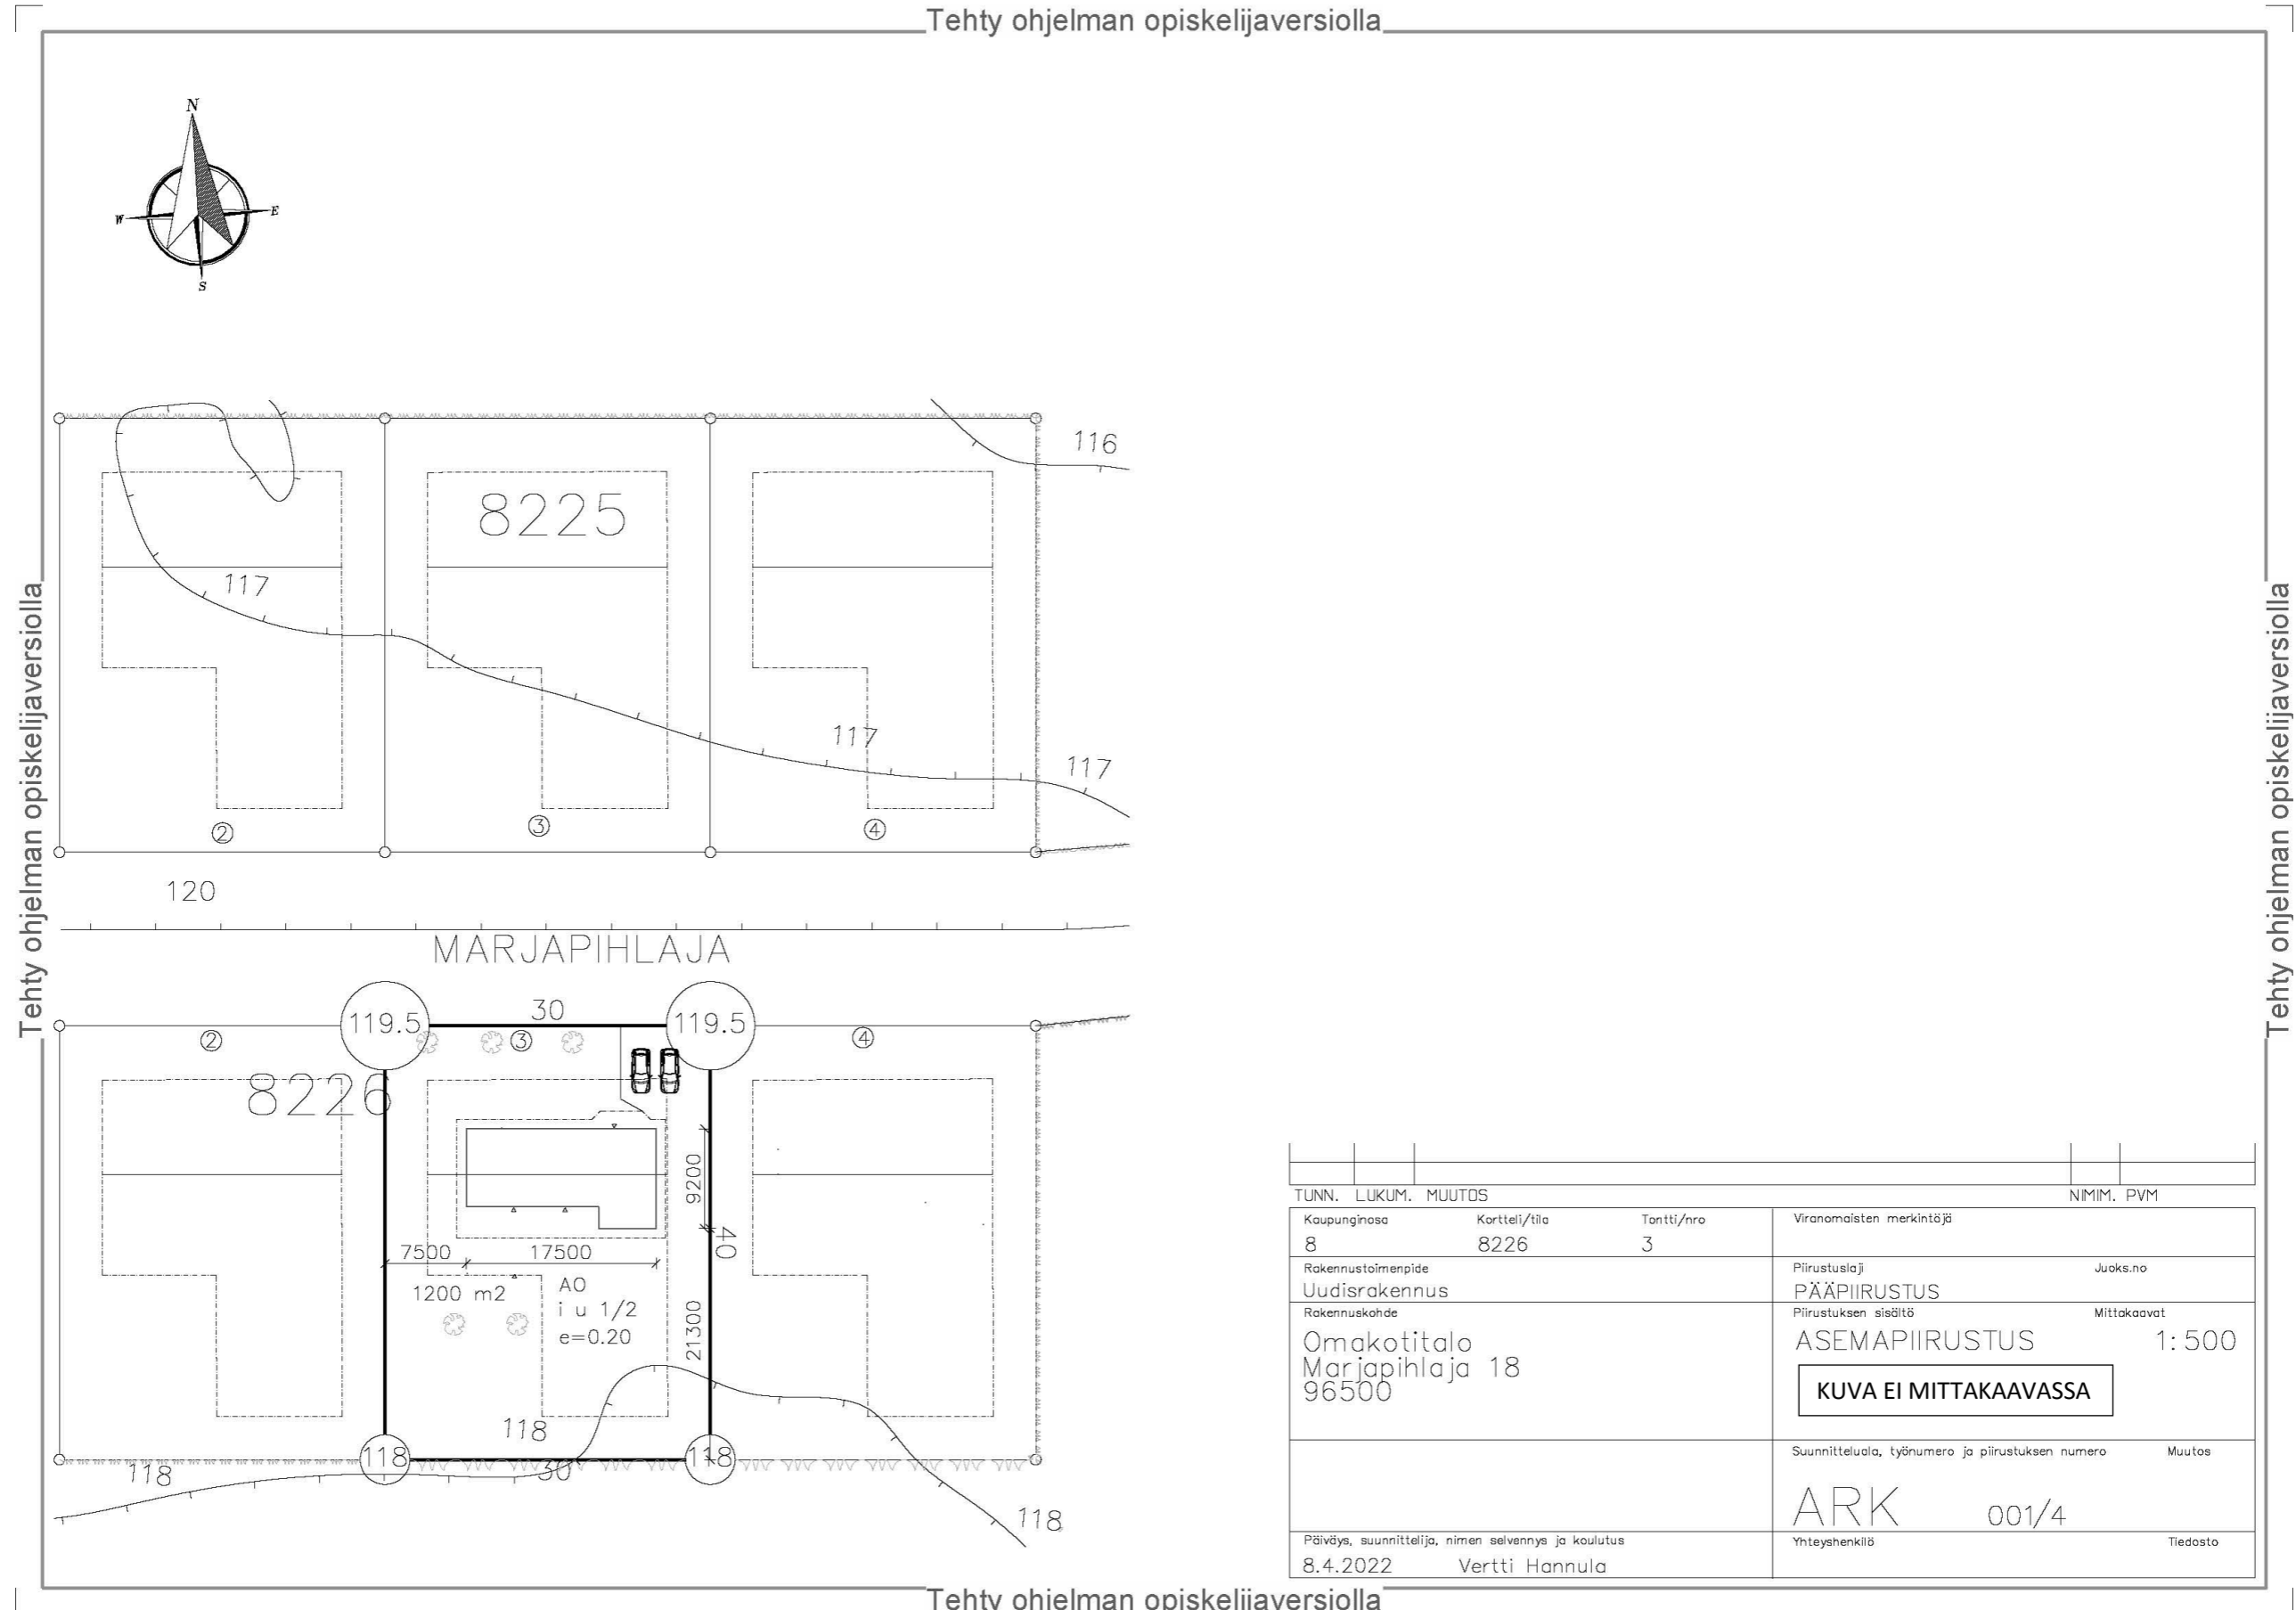 Tehty ohjelman opiskelijaversiolla
Tehty ohjelman opiskelijaversiolla
Tehty ohjelman opiskelijaversiolla
N
W
E
S
116
8225
117
117
117
2
3
4
120
MARJAPIHLAJA
119.5
30
119.5
2
3
4
8226
9200
40
7500
17500
1200 m2
AO
i u 1/2
e=0.20
21300
118
118
118
118
30
118
TUNN. LUKUM. MUUTOS NIMIM. PVM
Kaupunginosa Kortteli/tila Tontti/nro Viranomaisten merkintöjä
8 8226 3
Rakennustoimenpide Piirustuslaji Juoks.no
Uudisrakennus PÄÄPIIRUSTUS
Rakennuskohde Piirustuksen sisältö Mittakaavat
Omakotitalo ASEMAPIIRUSTUS 1:500
Marjapihlaja 18
96500
KUVA EI MITTAKAAVASSA
Suunnitteluala, työnumero ja piirustuksen numero Muutos
ARK 001/4
Päiväys, suunnittelija, nimen selvennys ja koulutus Yhteyshenkilö Tiedosto
8.4.2022 Vertti Hannula
Tehty ohjelman opiskelijaversiolla